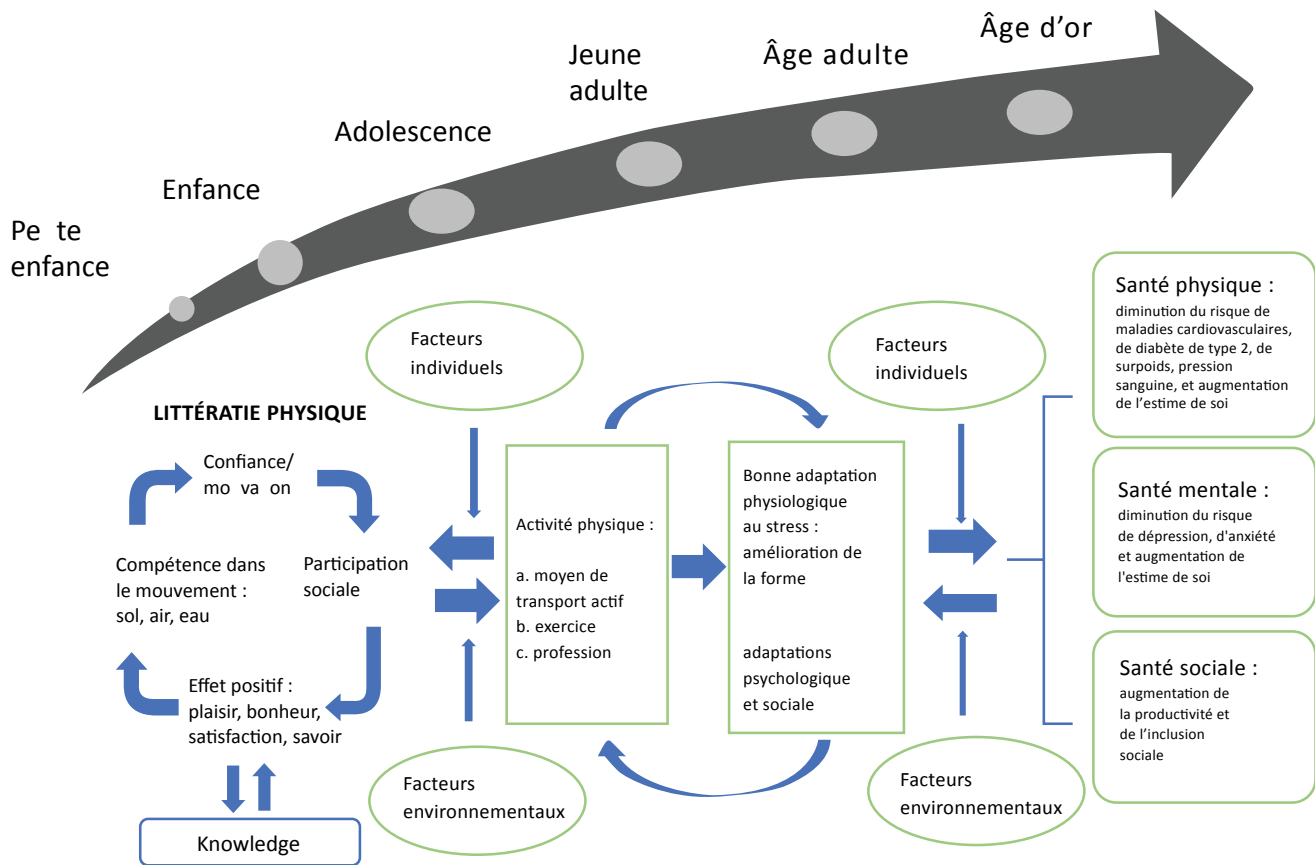 Pe te
enfance
Enfance
Adolescence
Jeune
adulte
Âge adulte
Âge d’or
LITTÉRATIE PHYSIQUE
Confiance/
mo va on
Participation
sociale
Effet positif :
plaisir, bonheur,
satisfaction, savoir
Compétence dans
le mouvement :
sol, air, eau
Knowledge
Facteurs
individuels
Activité physique :
a. moyen de
transport actif
b. exercice
c. profession
Facteurs
environnementaux
Bonne adaptation
physiologique
au stress :
amélioration de
la forme
adaptations
psychologique
et sociale
Facteurs
individuels
Facteurs
environnementaux
Santé physique :
diminution du risque de
maladies cardiovasculaires,
de diabète de type 2, de
surpoids, pression
sanguine, et augmentation
de l’estime de soi
Santé mentale :
diminution du risque
de dépression, d'anxiété
et augmentation de
l'estime de soi
Santé sociale :
augmentation de
la productivité et
de l’inclusion
sociale